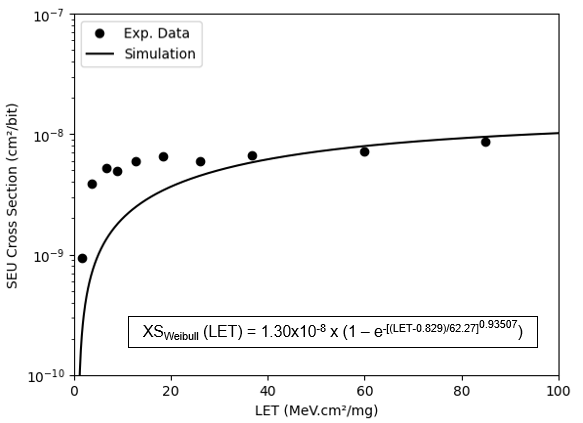 10⁻⁷
Exp. Data
Simulation
10⁻⁸
10⁻⁹
10⁻¹⁰
SEU Cross Section (cm²/bit)
XS_Weibull (LET) = 1.30x10⁻⁸ x (1 – e^-[(LET-0.829)/62.27]^0.93507)
0 20 40 60 80 100
LET (MeV.cm²/mg)